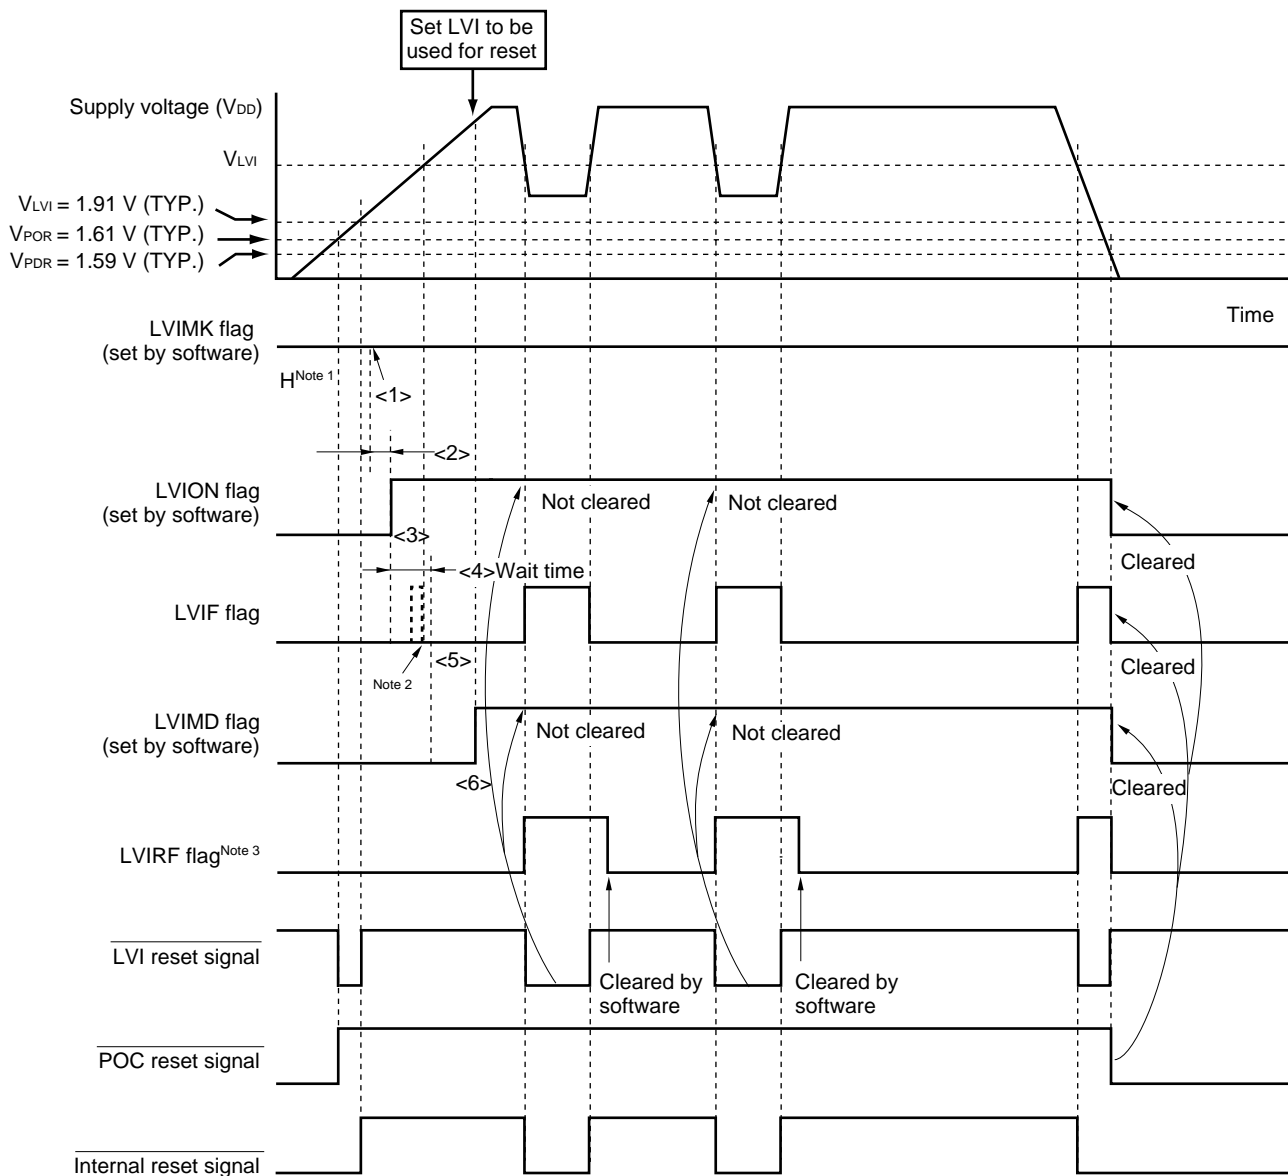 Set LVI to be
used for reset
Supply voltage (VDD)
VLVI
VLVI = 1.91 V (TYP.)
VPOR = 1.61 V (TYP.)
VPDR = 1.59 V (TYP.)
Time
LVIMK flag
(set by software)
HNote 1
<1>
<2>
LVION flag
(set by software)
Not cleared
Not cleared
<3>
Cleared
<4>Wait time
LVIF flag
<5>
Note 2
Cleared
LVIMD flag
(set by software)
Not cleared
Not cleared
<6>
Cleared
LVIRF flagNote 3
LVI reset signal
Cleared by
software
Cleared by
software
POC reset signal
Internal reset signal